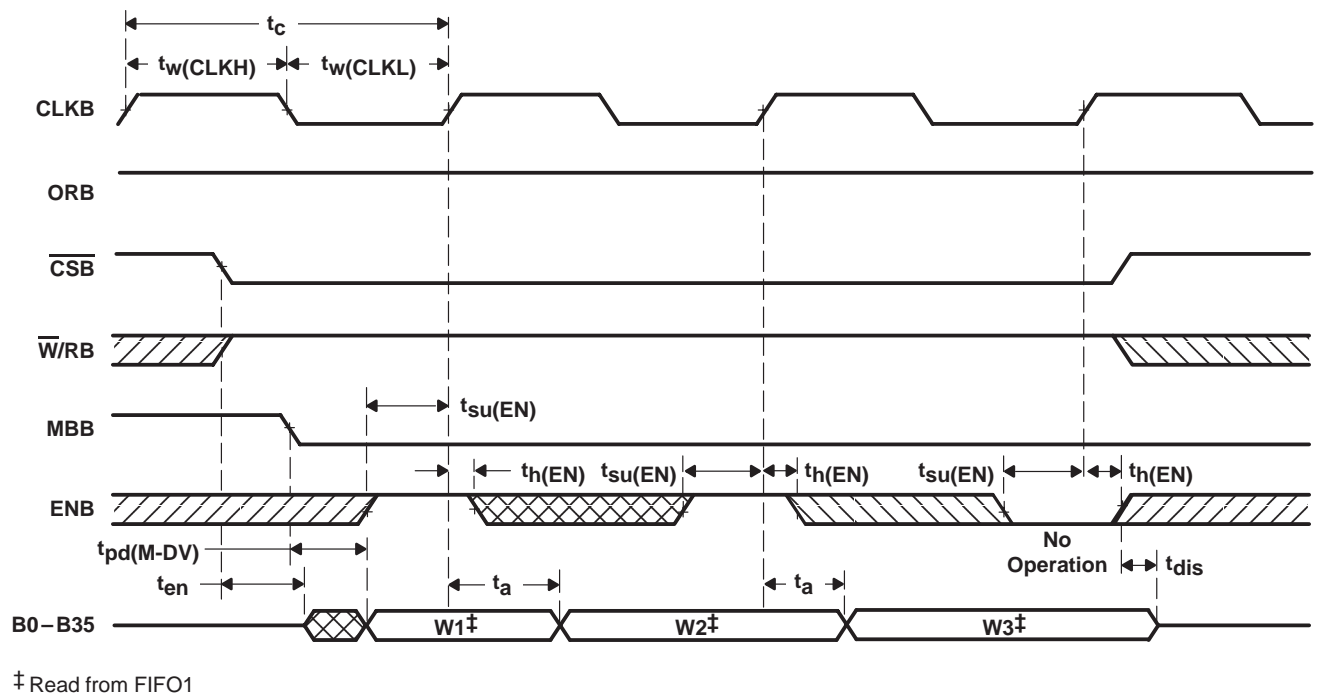 tc
tw(CLKH) tw(CLKL)
CLKB
ORB
CSB
W/RB
tsu(EN)
MBB
th(EN) tsu(EN) th(EN) tsu(EN) th(EN)
ENB
No
Operation
tpd(M-DV)
ten ta ta tdis
B0–B35 W1‡ W2‡ W3‡
‡ Read from FIFO1